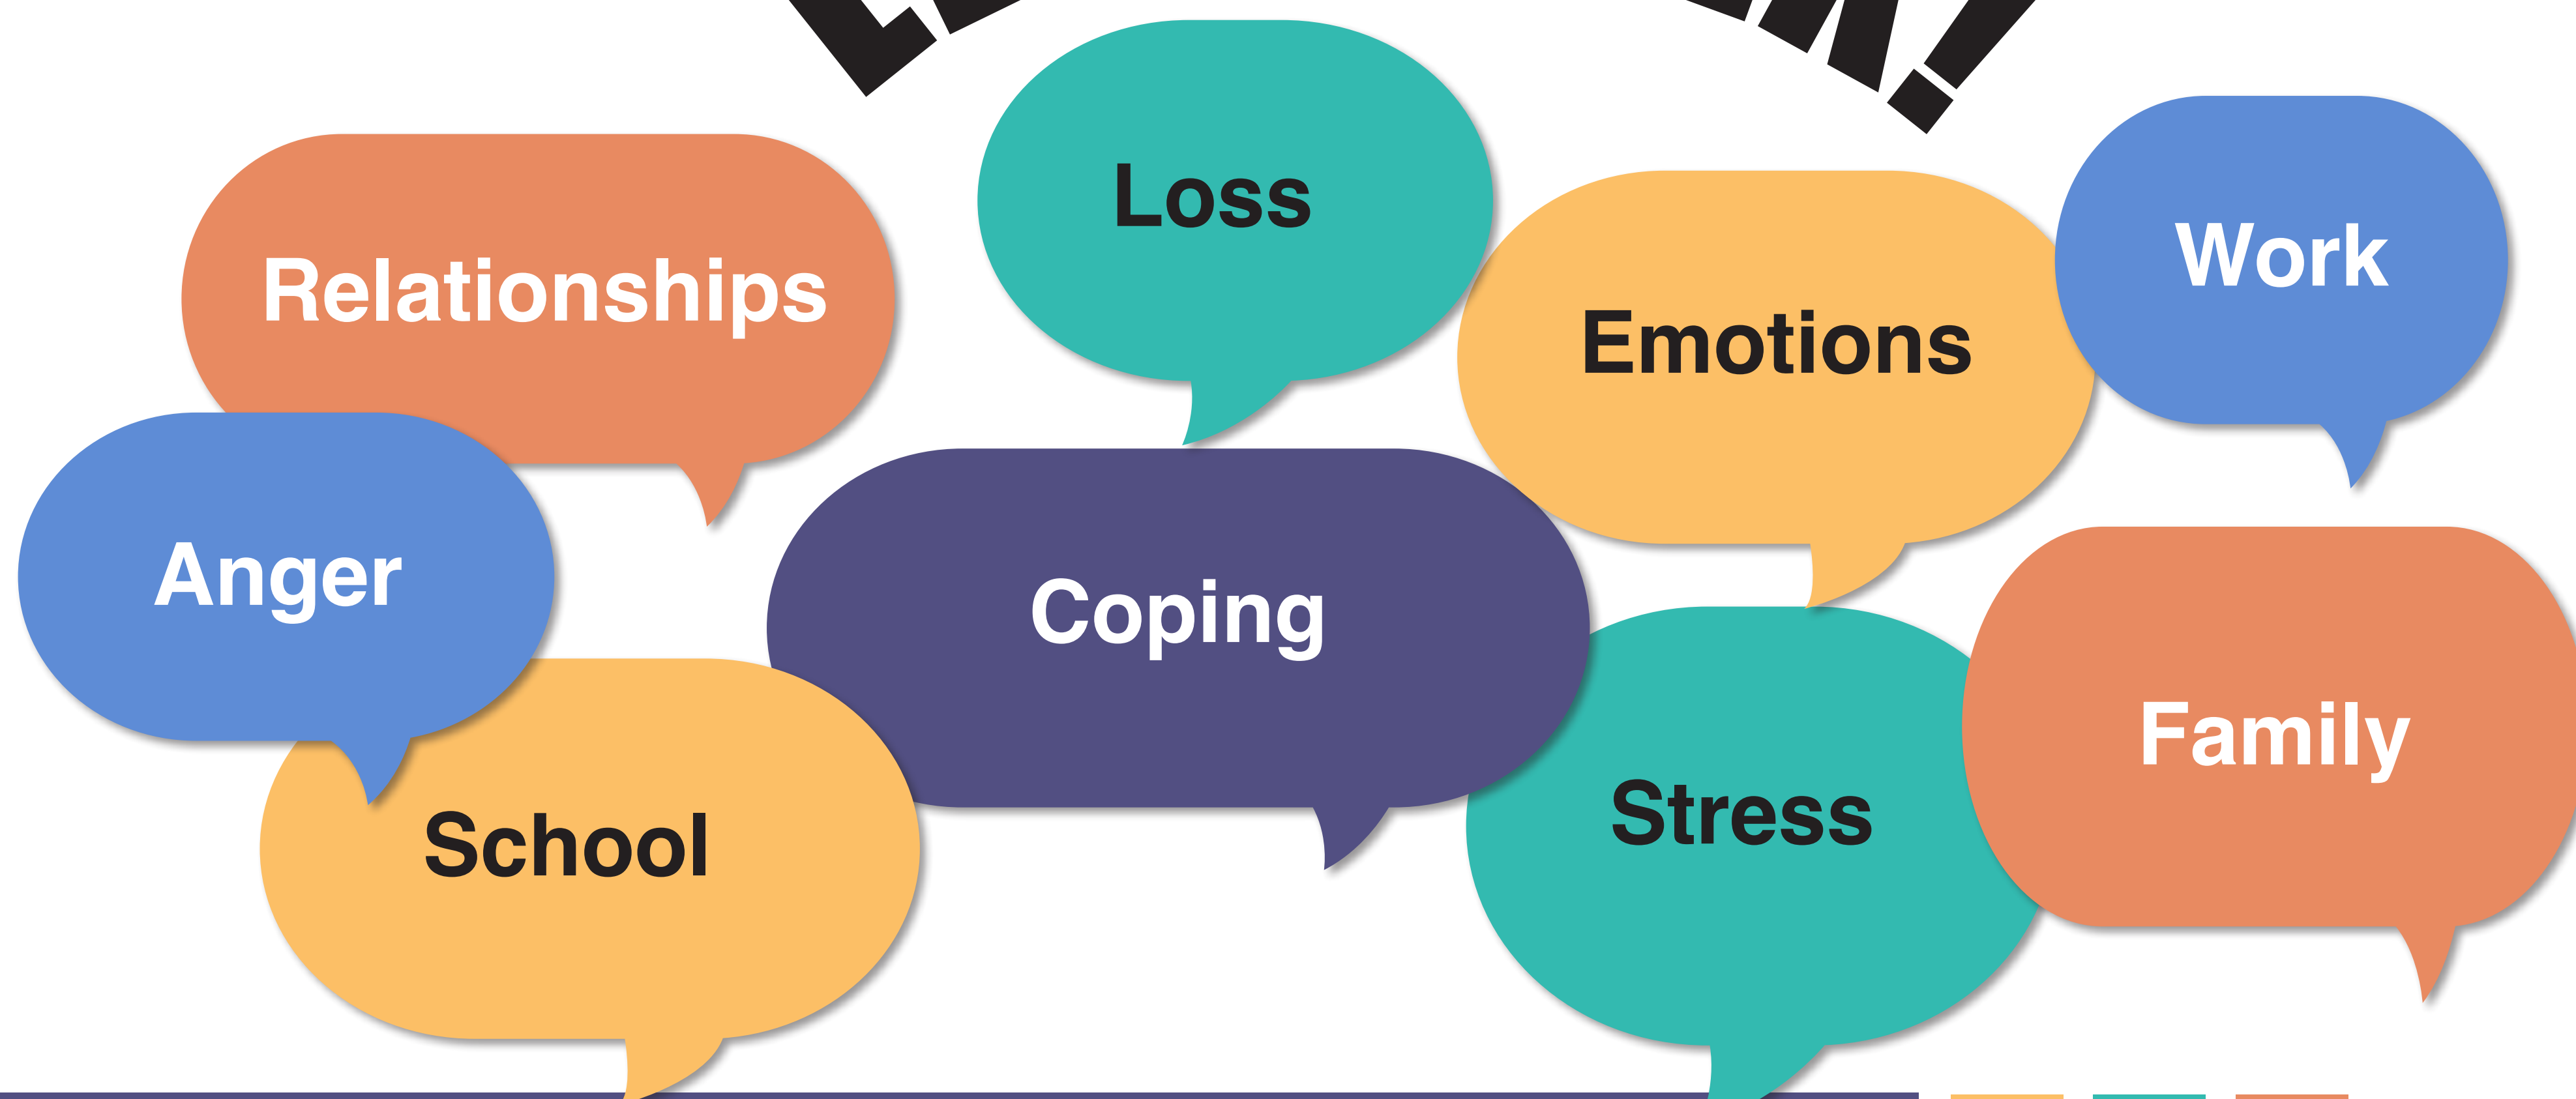 Loss
Work
Relationships
Emotions
Anger
Coping
Family
Stress
School